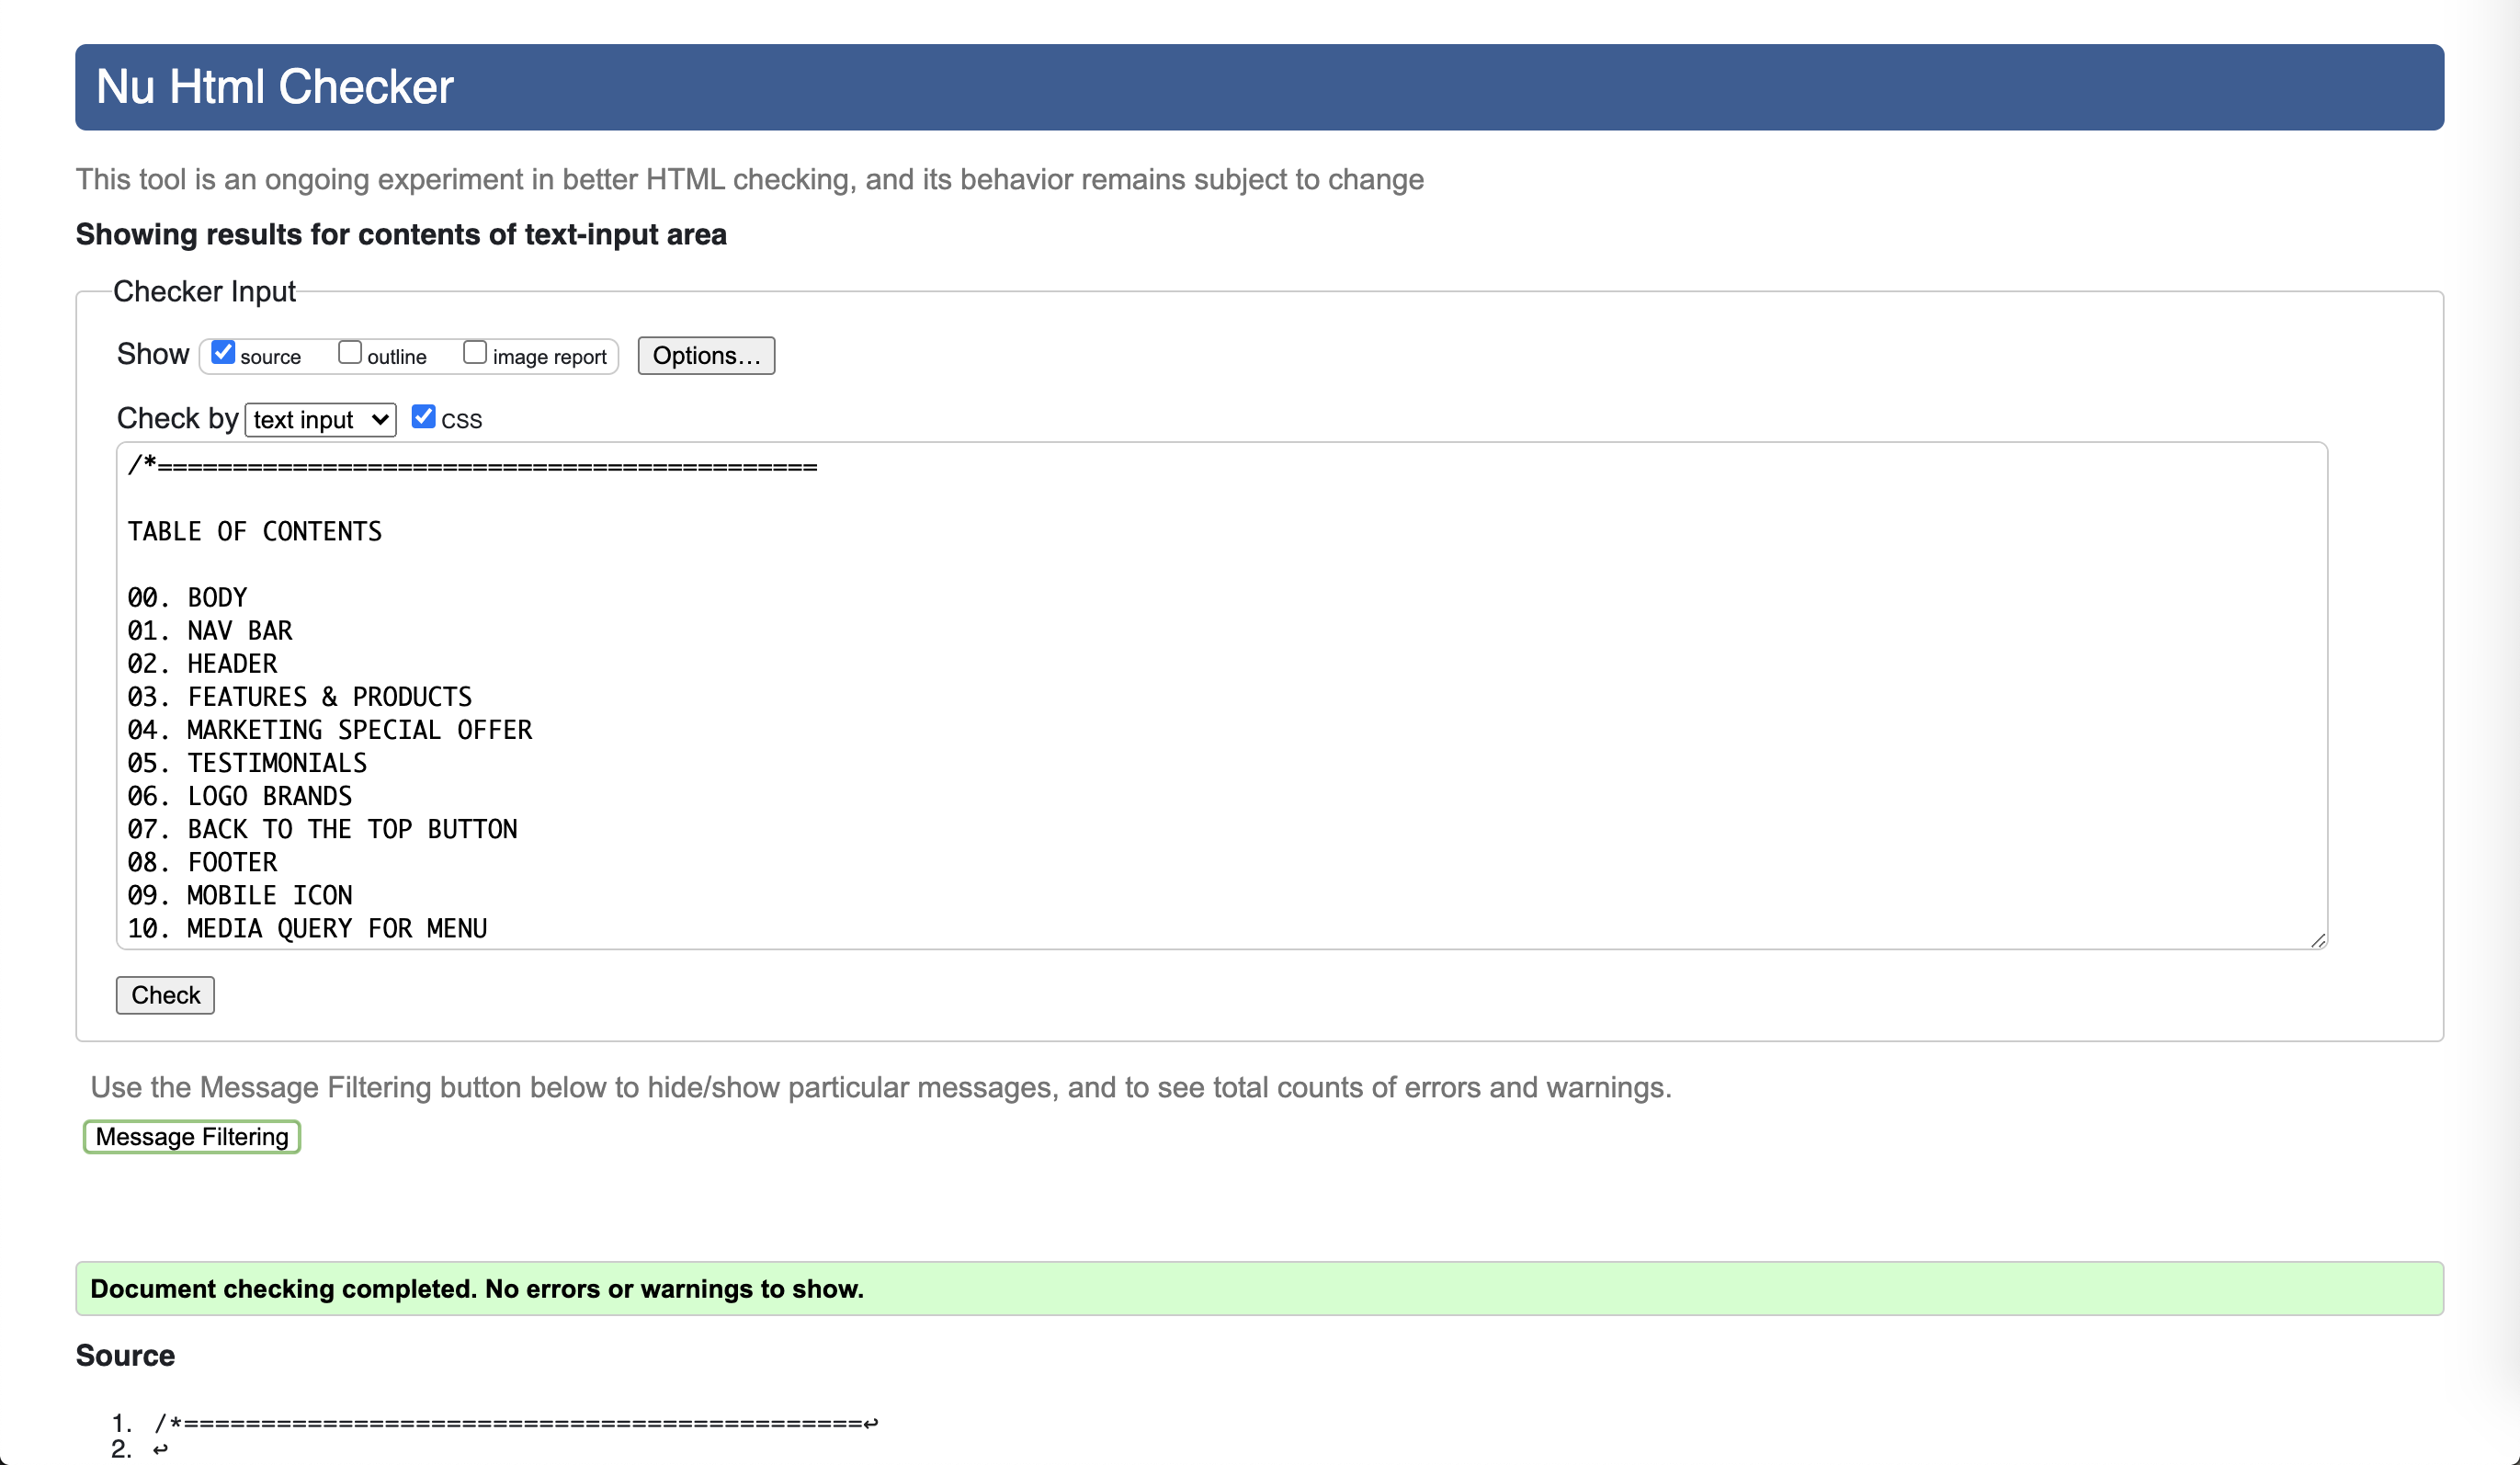 Nu Html Checker
This tool is an ongoing experiment in better HTML checking, and its behavior remains subject to change
Showing results for contents of text-input area
Checker Input
Show source outline image report Options...
Check by text input CSS
/*============================================
TABLE OF CONTENTS
00. BODY
01. NAV BAR
02. HEADER
03. FEATURES & PRODUCTS
04. MARKETING SPECIAL OFFER
05. TESTIMONIALS
06. LOGO BRANDS
07. BACK TO THE TOP BUTTON
08. FOOTER
09. MOBILE ICON
10. MEDIA QUERY FOR MENU
Check
Use the Message Filtering button below to hide/show particular messages, and to see total counts of errors and warnings.
Message Filtering
Document checking completed. No errors or warnings to show.
Source
1. /*============================================↩
2. ↩